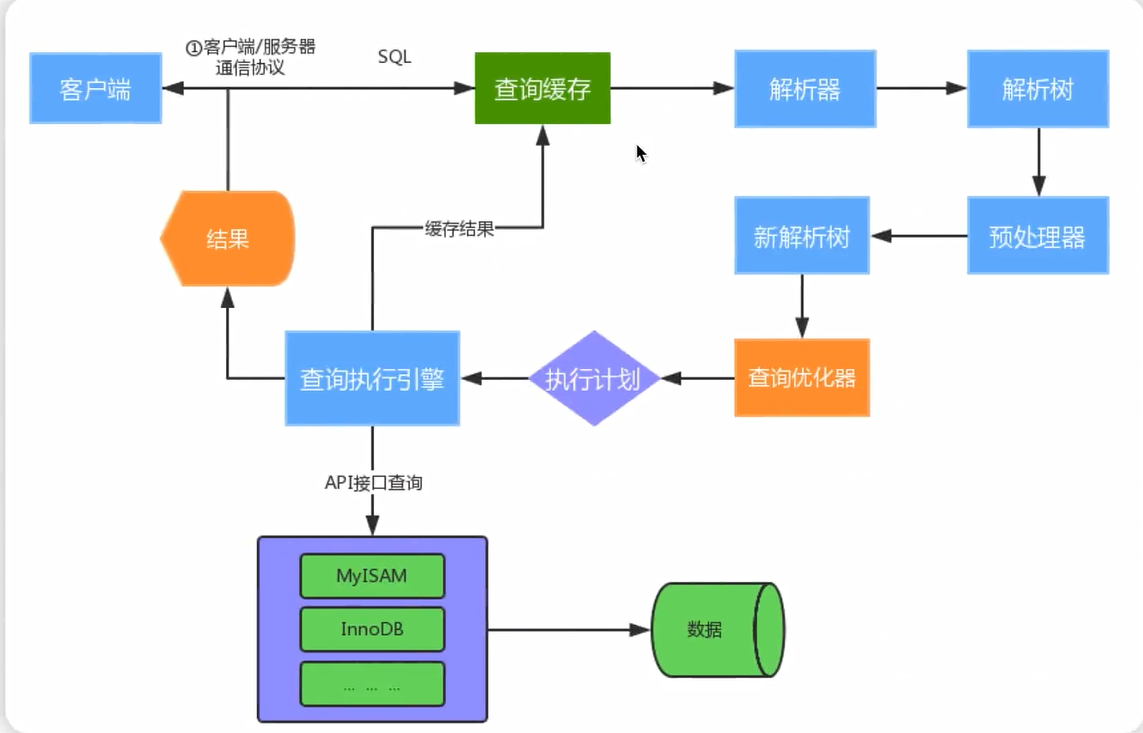 ①客户端/服务器
通信协议
SQL
客户端
查询缓存
解析器
解析树
结果
缓存结果
新解析树
预处理器
查询执行引擎
执行计划
查询优化器
API接口查询
MyISAM
InnoDB
... ... ...
数据